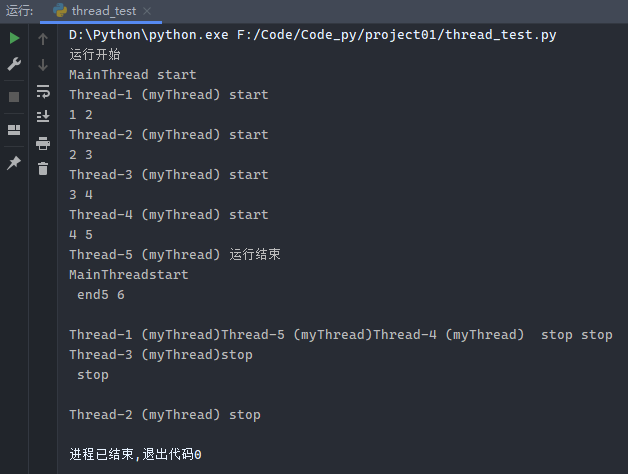 运行: thread_test
D:\Python\python.exe F:/Code/Code_py/project01/thread_test.py
运行开始
MainThread start
Thread-1 (myThread) start
1 2
Thread-2 (myThread) start
2 3
Thread-3 (myThread) start
3 4
Thread-4 (myThread) start
4 5
Thread-5 (myThread) 运行结束
MainThreadstart
 end5 6
Thread-1 (myThread)Thread-5 (myThread)Thread-4 (myThread)  stop stop
Thread-3 (myThread)stop
 stop
Thread-2 (myThread) stop
进程已结束,退出代码0